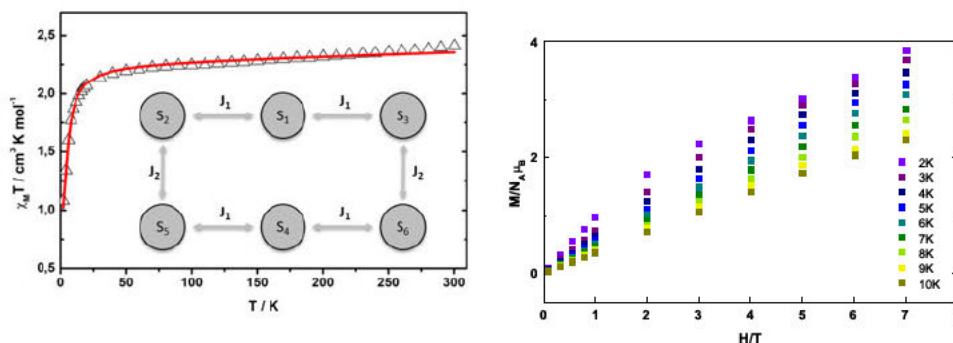 χMT / cm³ K mol⁻¹
2,5
2,0
1,5
1,0
0,5
0 50 100 150 200 250 300
T / K
J₁ J₁
S₂ S₁ S₃
J₂ J₂
J₁ J₁
S₅ S₄ S₆
M/NAμB
4
2
0
0 1 2 3 4 5 6 7
H/T
2K
3K
4K
5K
6K
7K
8K
9K
10K